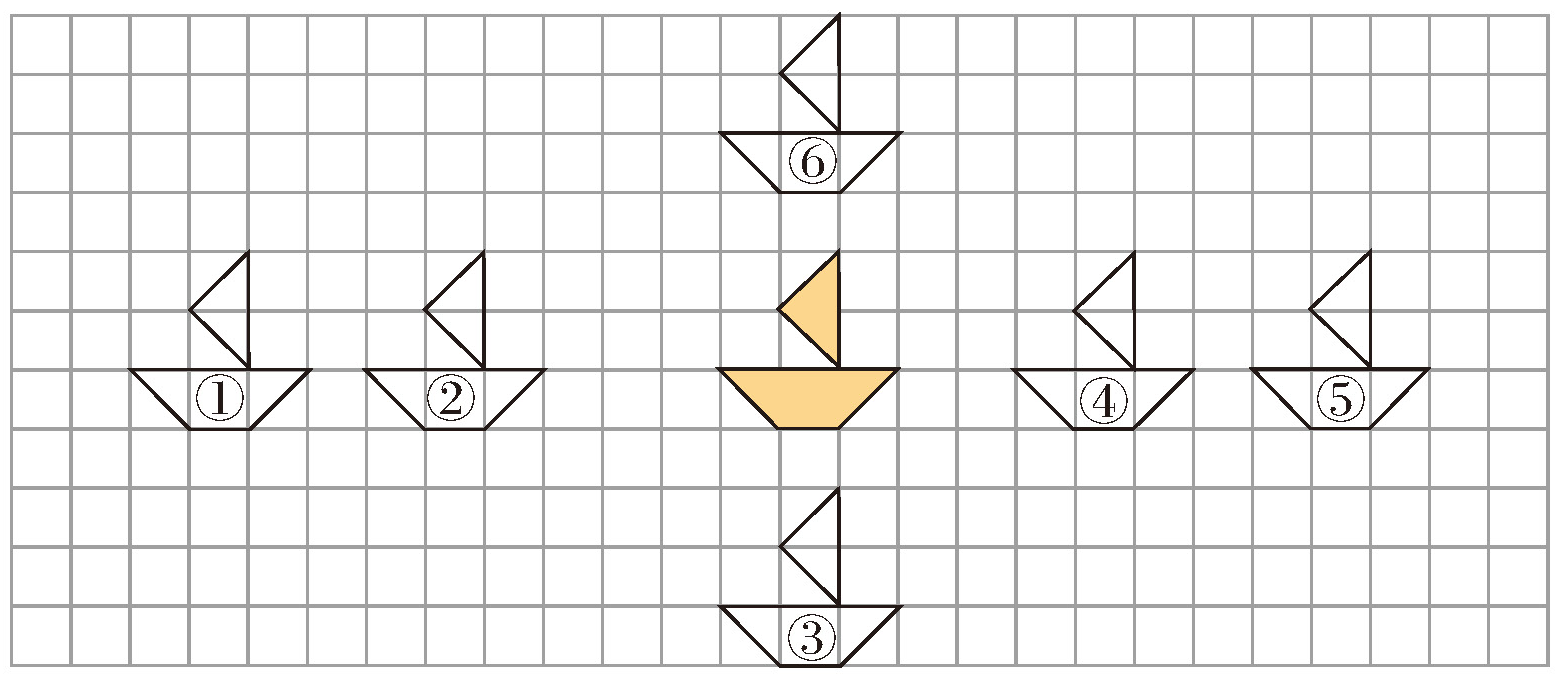 ⑥
① ② ④ ⑤
③